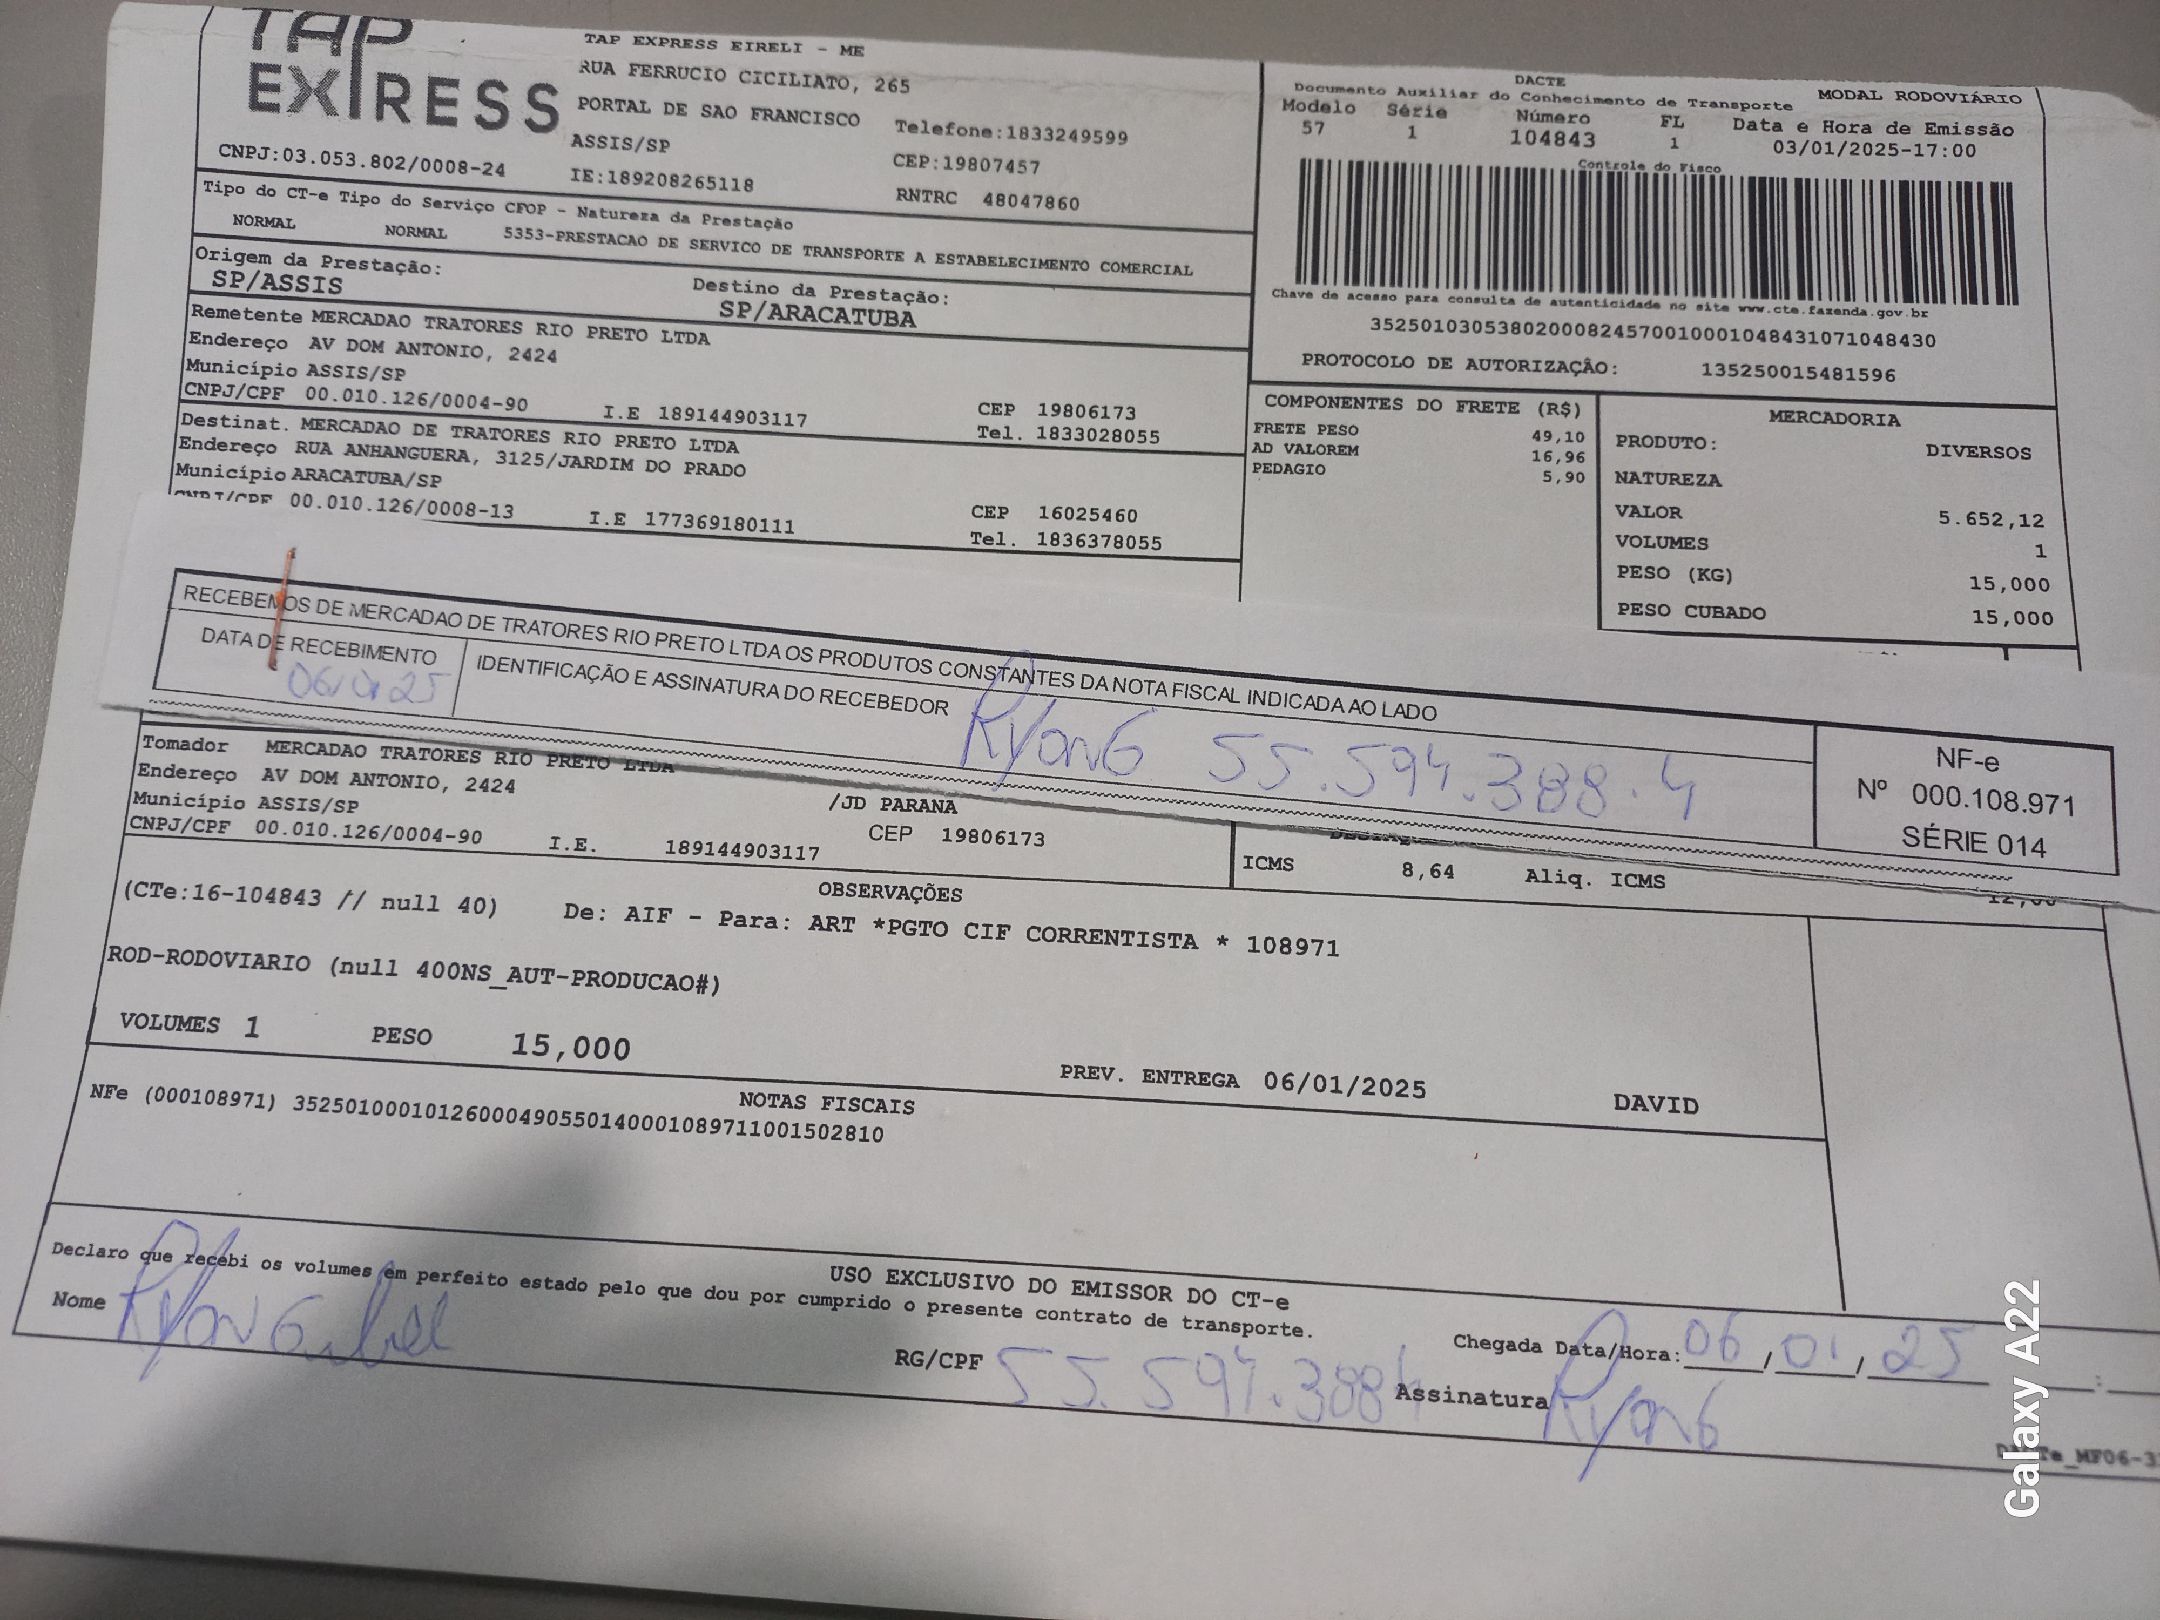 TAP EXPRESS
TAP EXPRESS EIRELI - ME
RUA FERRUCIO CICILIATO, 265
PORTAL DE SAO FRANCISCO
Telefone:1833249599
ASSIS/SP
CEP:19807457
CNPJ:03.053.802/0008-24
IE:189208265118
RNTRC 48047860
DACTE
Documento Auxiliar do Conhecimento de Transporte
MODAL RODOVIÁRIO
Modelo Série Número FL Data e Hora de Emissão
57 1 104843 1 03/01/2025-17:00
Controle do Fisco
Chave de acesso para consulta de autenticidade no site www.cte.fazenda.gov.br
35250103053802000824570010001048431071048430
PROTOCOLO DE AUTORIZAÇÃO: 135250015481596
Tipo do CT-e Tipo do Serviço CFOP - Natureza da Prestação
NORMAL NORMAL 5353-PRESTACAO DE SERVICO DE TRANSPORTE A ESTABELECIMENTO COMERCIAL
Origem da Prestação:
SP/ASSIS
Destino da Prestação:
SP/ARACATUBA
Remetente MERCADAO TRATORES RIO PRETO LTDA
Endereço AV DOM ANTONIO, 2424
Município ASSIS/SP
CEP 19806173
CNPJ/CPF 00.010.126/0004-90 I.E 189144903117 Tel. 1833028055
Destinat. MERCADAO DE TRATORES RIO PRETO LTDA
Endereço RUA ANHANGUERA, 3125/JARDIM DO PRADO
Município ARACATUBA/SP
CEP 16025460
CNPJ/CPF 00.010.126/0008-13 I.E 177369180111 Tel. 1836378055
COMPONENTES DO FRETE (R$)
FRETE PESO 49,10
AD VALOREM 16,96
PEDAGIO 5,90
MERCADORIA
PRODUTO: DIVERSOS
NATUREZA
VALOR 5.652,12
VOLUMES 1
PESO (KG) 15,000
PESO CUBADO 15,000
RECEBEMOS DE MERCADAO DE TRATORES RIO PRETO LTDA OS PRODUTOS CONSTANTES DA NOTA FISCAL INDICADA AO LADO
DATA DE RECEBIMENTO
06/01/25
IDENTIFICAÇÃO E ASSINATURA DO RECEBEDOR
Ryan G 55.594.388.4
NF-e
Nº 000.108.971
SÉRIE 014
Tomador MERCADAO TRATORES RIO PRETO LTDA
Endereço AV DOM ANTONIO, 2424
/JD PARANA
Município ASSIS/SP
CEP 19806173
CNPJ/CPF 00.010.126/0004-90 I.E. 189144903117
ICMS 8,64 Aliq. ICMS 12,00
OBSERVAÇÕES
(CTe:16-104843 // null 40) De: AIF - Para: ART *PGTO CIF CORRENTISTA * 108971
ROD-RODOVIARIO (null 400NS_AUT-PRODUCAO#)
VOLUMES 1 PESO 15,000
PREV. ENTREGA 06/01/2025 DAVID
NOTAS FISCAIS
NFe (000108971) 35250100010126000490550140001089711001502810
USO EXCLUSIVO DO EMISSOR DO CT-e
Declaro que recebi os volumes em perfeito estado pelo que dou por cumprido o presente contrato de transporte.
Nome Ryan Gabriel
RG/CPF 55.594.3884
Chegada Data/Hora: 06/01/25 :
Assinatura Ryan G
Galaxy A22